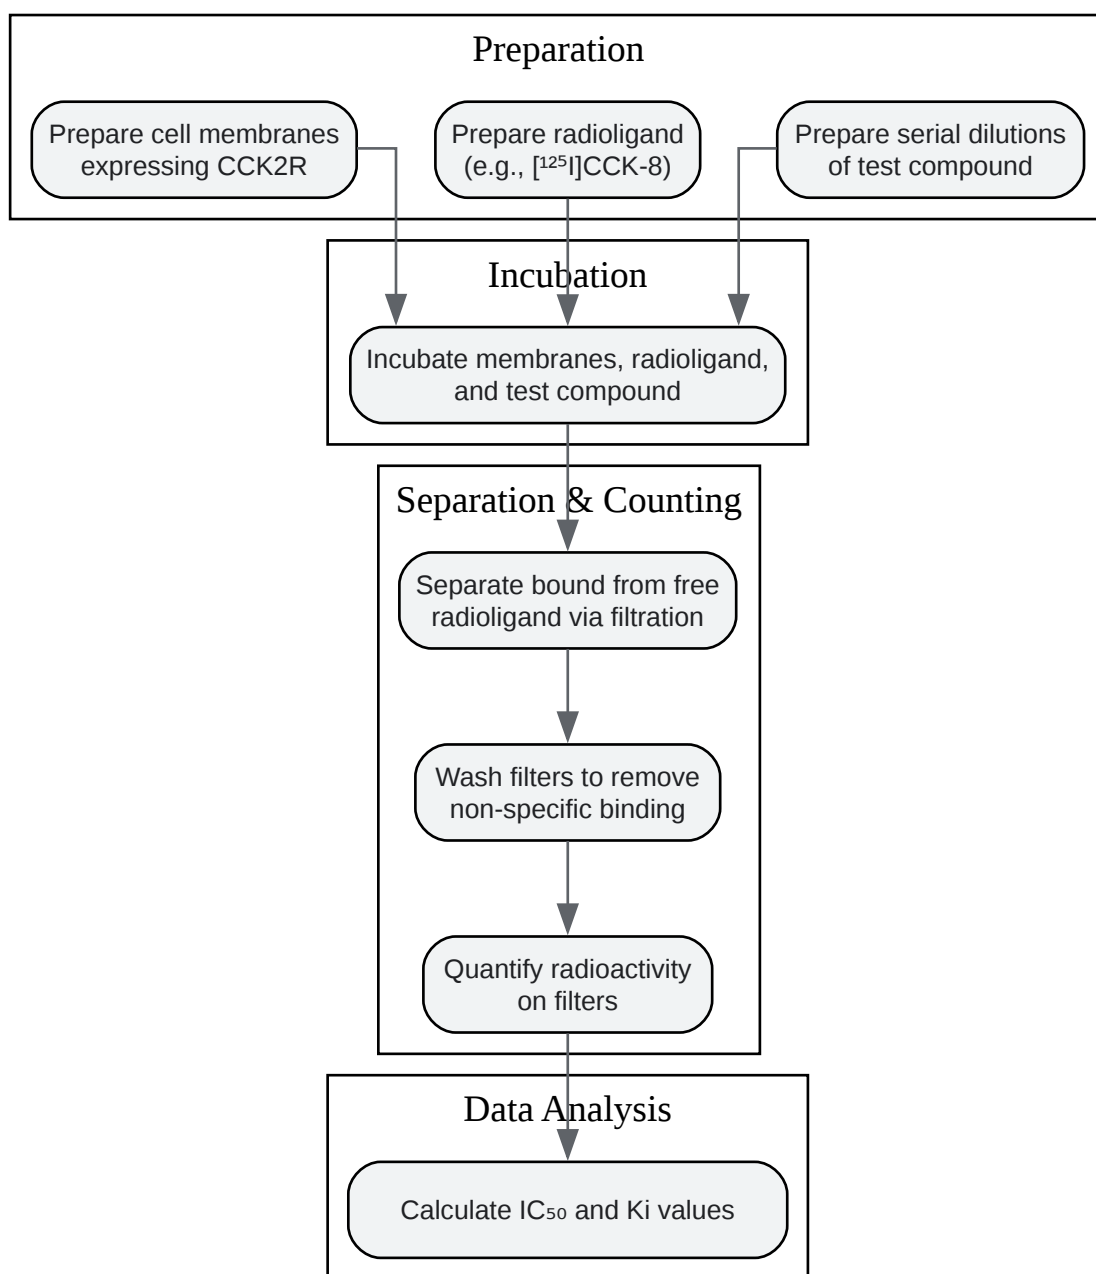 Preparation
Prepare cell membranes
expressing CCK2R
Prepare radioligand
(e.g., [¹²⁵I]CCK-8)
Prepare serial dilutions
of test compound
Incubation
Incubate membranes, radioligand,
and test compound
Separation & Counting
Separate bound from free
radioligand via filtration
Wash filters to remove
non-specific binding
Quantify radioactivity
on filters
Data Analysis
Calculate IC₅₀ and Ki values